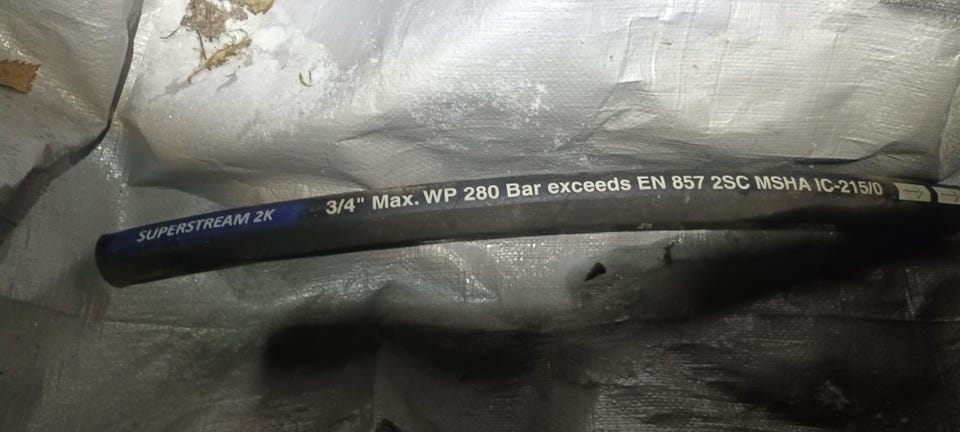 SUPERSTREAM 2K 3/4" Max. WP 280 Bar exceeds EN 857 2SC MSHA IC-215/0